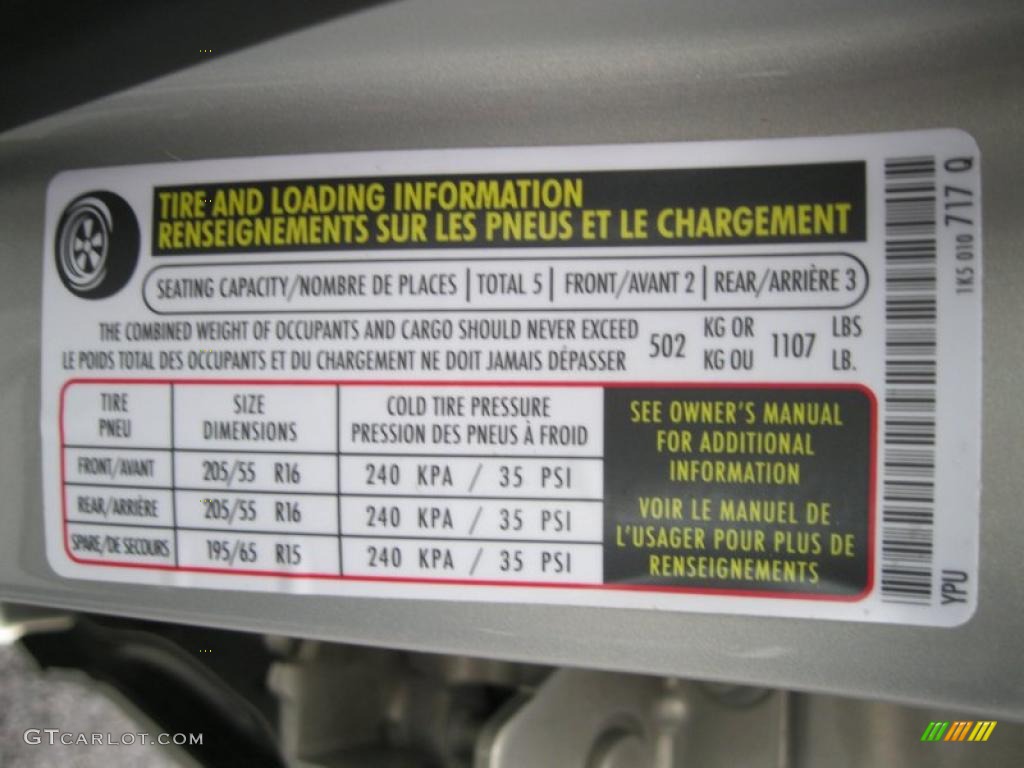 TIRE AND LOADING INFORMATION
RENSEIGNEMENTS SUR LES PNEUS ET LE CHARGEMENT
SEATING CAPACITY/NOMBRE DE PLACES | TOTAL 5 | FRONT/AVANT 2 | REAR/ARRIÈRE 3
THE COMBINED WEIGHT OF OCCUPANTS AND CARGO SHOULD NEVER EXCEED
LE POIDS TOTAL DES OCCUPANTS ET DU CHARGEMENT NE DOIT JAMAIS DÉPASSER
502
KG OR
KG OU
1107
LBS
LB.
TIRE
PNEU
SIZE
DIMENSIONS
COLD TIRE PRESSURE
PRESSION DES PNEUS À FROID
FRONT/AVANT 205/55 R16 240 KPA / 35 PSI
REAR/ARRIÈRE 205/55 R16 240 KPA / 35 PSI
SPARE/DE SECOURS 195/65 R15 240 KPA / 35 PSI
SEE OWNER'S MANUAL
FOR ADDITIONAL
INFORMATION
VOIR LE MANUEL DE
L'USAGER POUR PLUS DE
RENSEIGNEMENTS
1K5 010 717 Q
YPU
GTCARLOT.COM